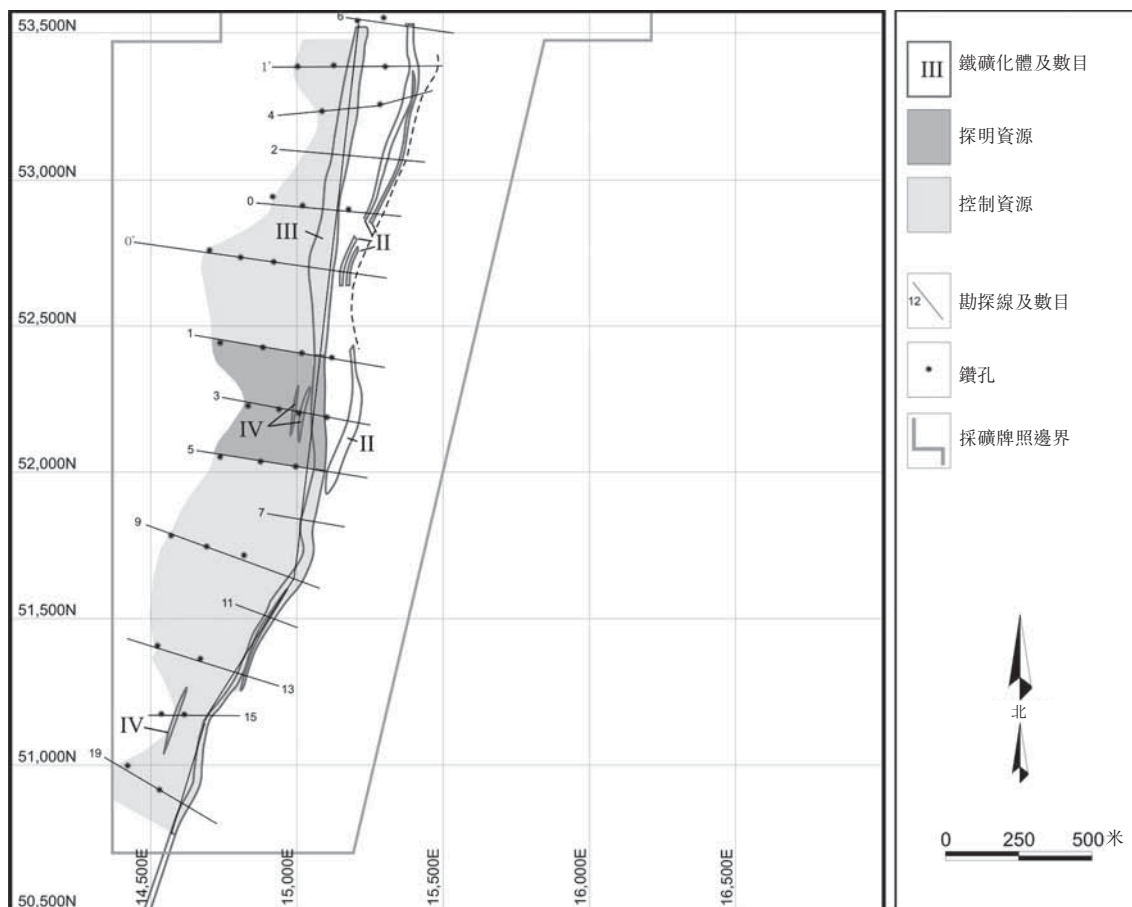 53,500N
6
1'
4
2
53,000N
0
III
II
0'
52,500N
1
3
IV
II
5
52,000N
7
9
51,500N
11
13
IV
15
51,000N
19
50,500N
14,500E
15,000E
15,500E
16,000E
16,500E
III
鐵礦化體及數目
探明資源
控制資源
12
勘探線及數目
鑽孔
採礦牌照邊界
北
0 250 500米